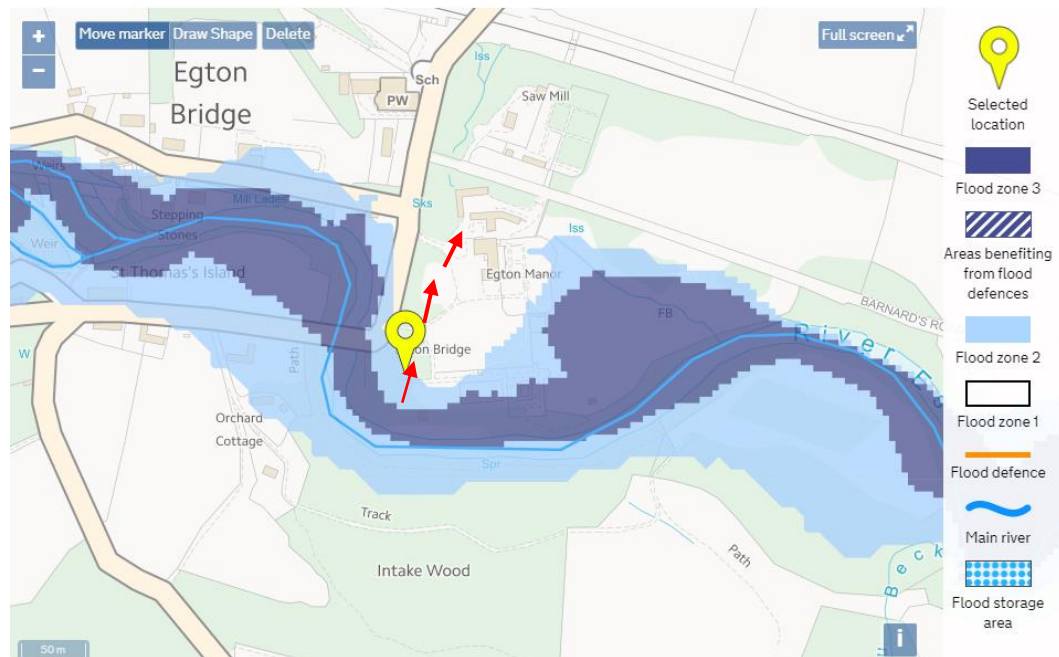 +
−
Move marker
Draw Shape
Delete
Full screen
Iss
Sch
Egton
Bridge
PW
Saw Mill
Weirs
Mill Lades
L
Stepping
Stones
Sks
Iss
Weir
St Thomas's Island
Egton Manor
FB
BARNARD'S RO
River E
on Bridge
W
Path
Orchard
Cottage
Spr
Track
Path
Intake Wood
Beck
50 m
i
Selected
location
Flood zone 3
Areas benefiting
from flood
defences
Flood zone 2
Flood zone 1
Flood defence
Main river
Flood storage
area